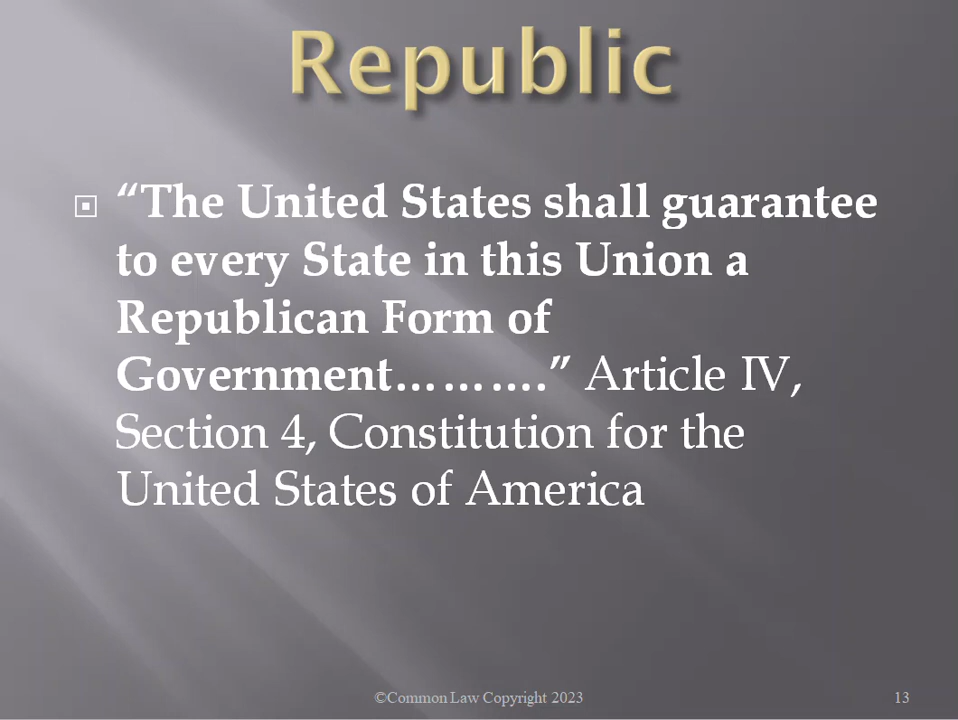 Republic
“The United States shall guarantee
to every State in this Union a
Republican Form of
Government……….” Article IV,
Section 4, Constitution for the
United States of America
©Common Law Copyright 2023
13